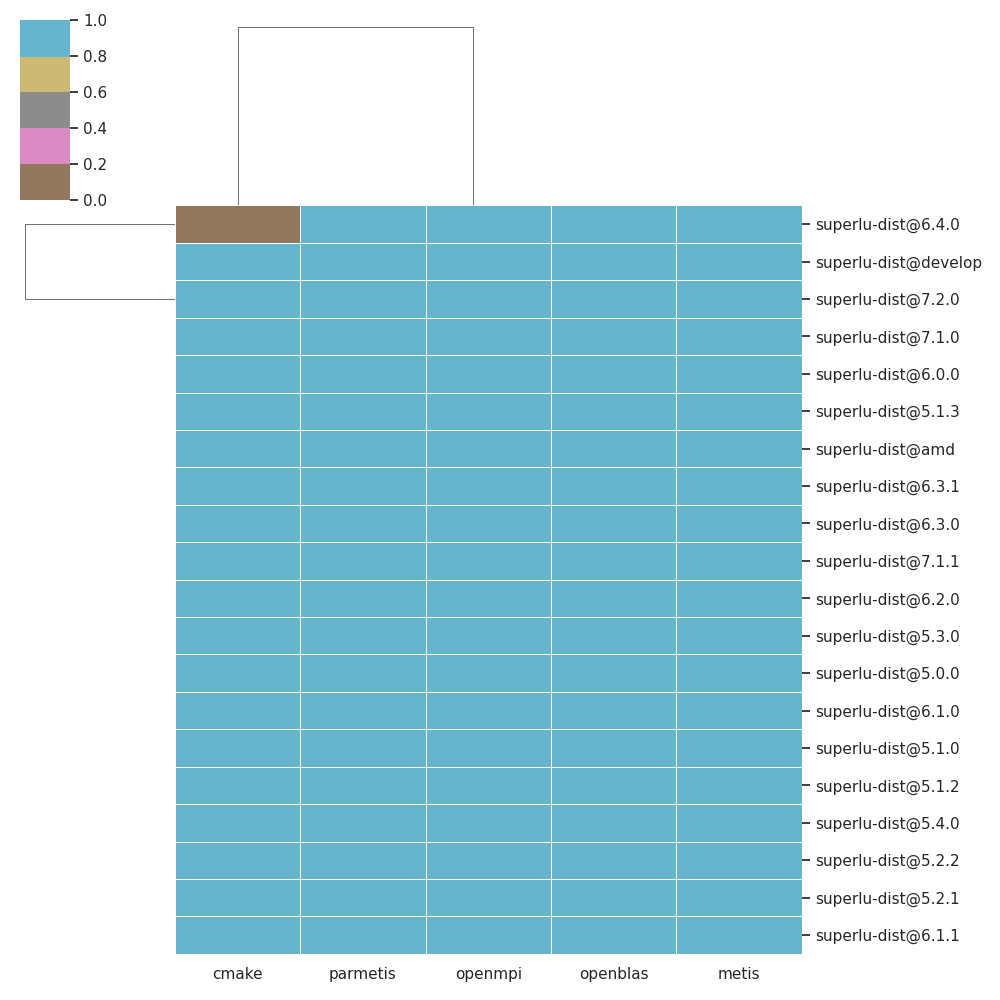 1.0
0.8
0.6
0.4
0.2
0.0
superlu-dist@6.4.0
superlu-dist@develop
superlu-dist@7.2.0
superlu-dist@7.1.0
superlu-dist@6.0.0
superlu-dist@5.1.3
superlu-dist@amd
superlu-dist@6.3.1
superlu-dist@6.3.0
superlu-dist@7.1.1
superlu-dist@6.2.0
superlu-dist@5.3.0
superlu-dist@5.0.0
superlu-dist@6.1.0
superlu-dist@5.1.0
superlu-dist@5.1.2
superlu-dist@5.4.0
superlu-dist@5.2.2
superlu-dist@5.2.1
superlu-dist@6.1.1
cmake parmetis openmpi openblas metis